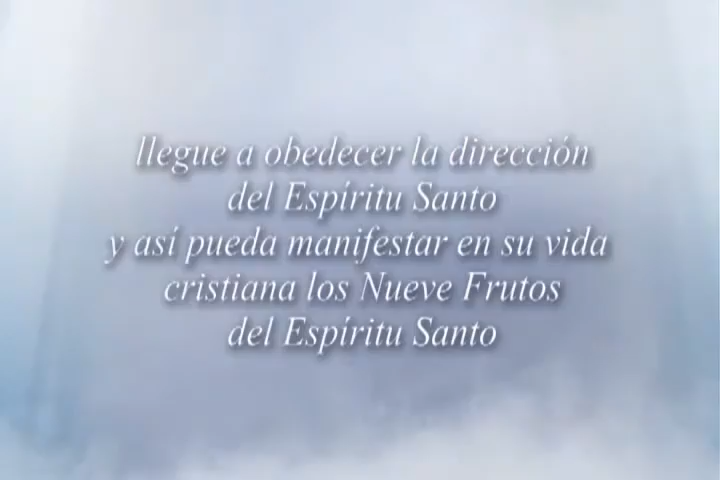 llegue a obedecer la dirección
del Espíritu Santo
y así pueda manifestar en su vida
cristiana los Nueve Frutos
del Espíritu Santo